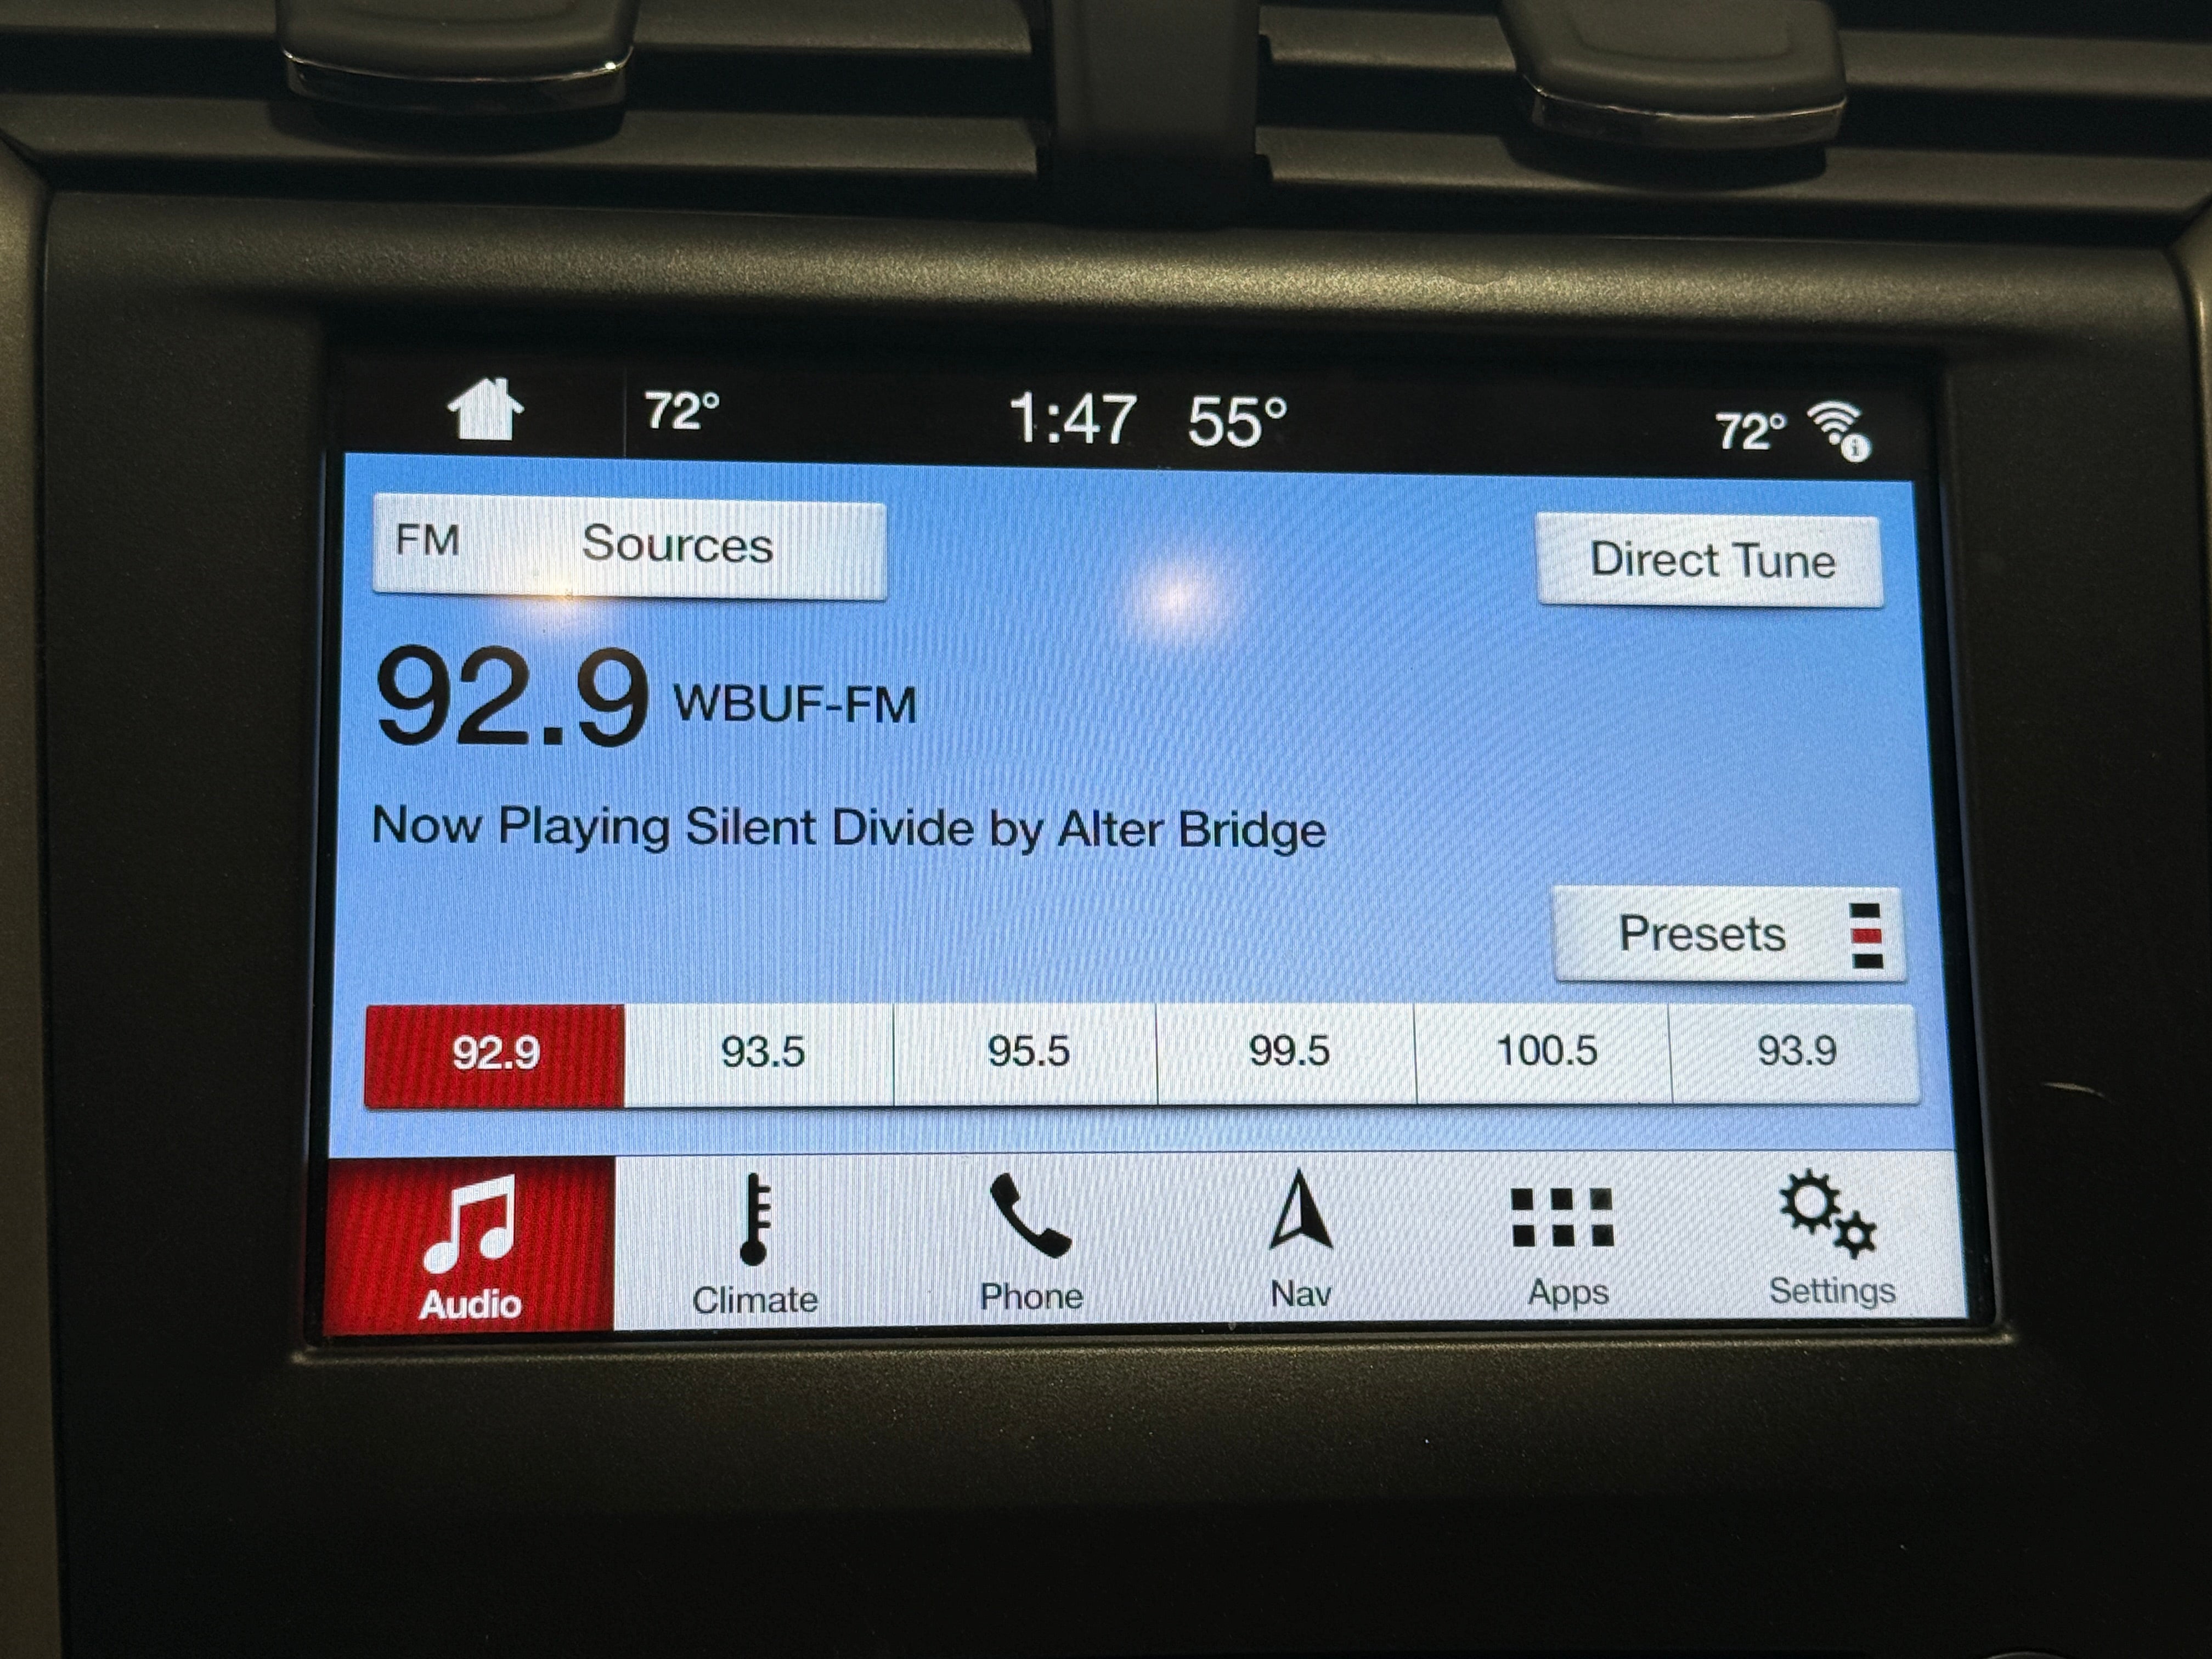 72° 1:47 55° 72°
FM Sources Direct Tune
92.9 WBUF-FM
Now Playing Silent Divide by Alter Bridge
Presets
92.9 93.5 95.5 99.5 100.5 93.9
Audio Climate Phone Nav Apps Settings